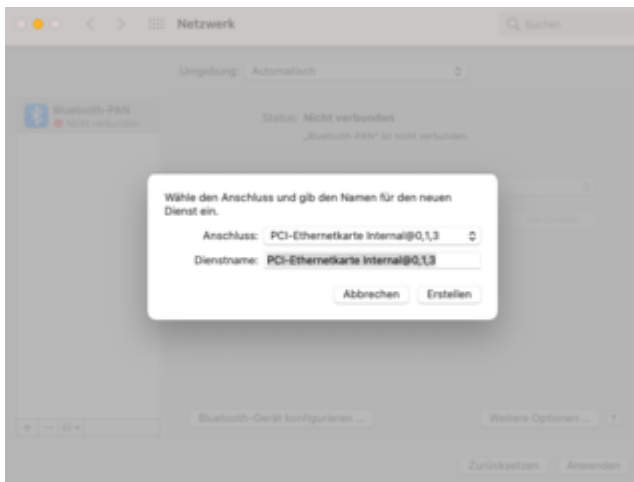 Netzwerk
Suchen
Umgebung: Automatisch
Bluetooth-PAN
Nicht verbunden
Status: Nicht verbunden
„Bluetooth-PAN“ ist nicht verbunden
Wähle den Anschluss und gib den Namen für den neuen
Dienst ein.
Anschluss: PCI-Ethernetkarte Internal@0,1,3
Dienstname: PCI-Ethernetkarte Internal@0,1,3
Abbrechen Erstellen
Bluetooth-Gerät konfigurieren ... Weitere Optionen ... ?
Zurücksetzen Anwenden